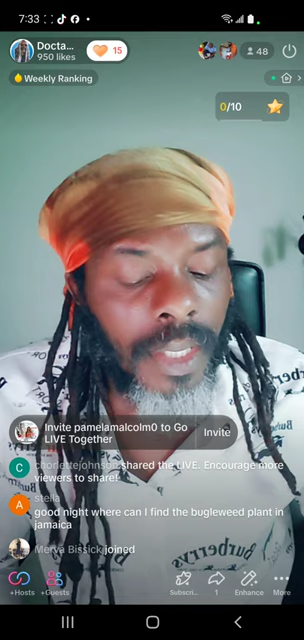 7:33
Docta...
950 likes
15
48
Weekly Ranking
0/10
Invite pamelamalcolm0 to Go
LIVE Together
Invite
C
shared the LIVE. Encourage more
viewers to share!
A
stella
good night where can I find the bugleweed plant in
jamaica
Merva Bissick joined
+Hosts
+Guests
Subscri...
1
Enhance
More